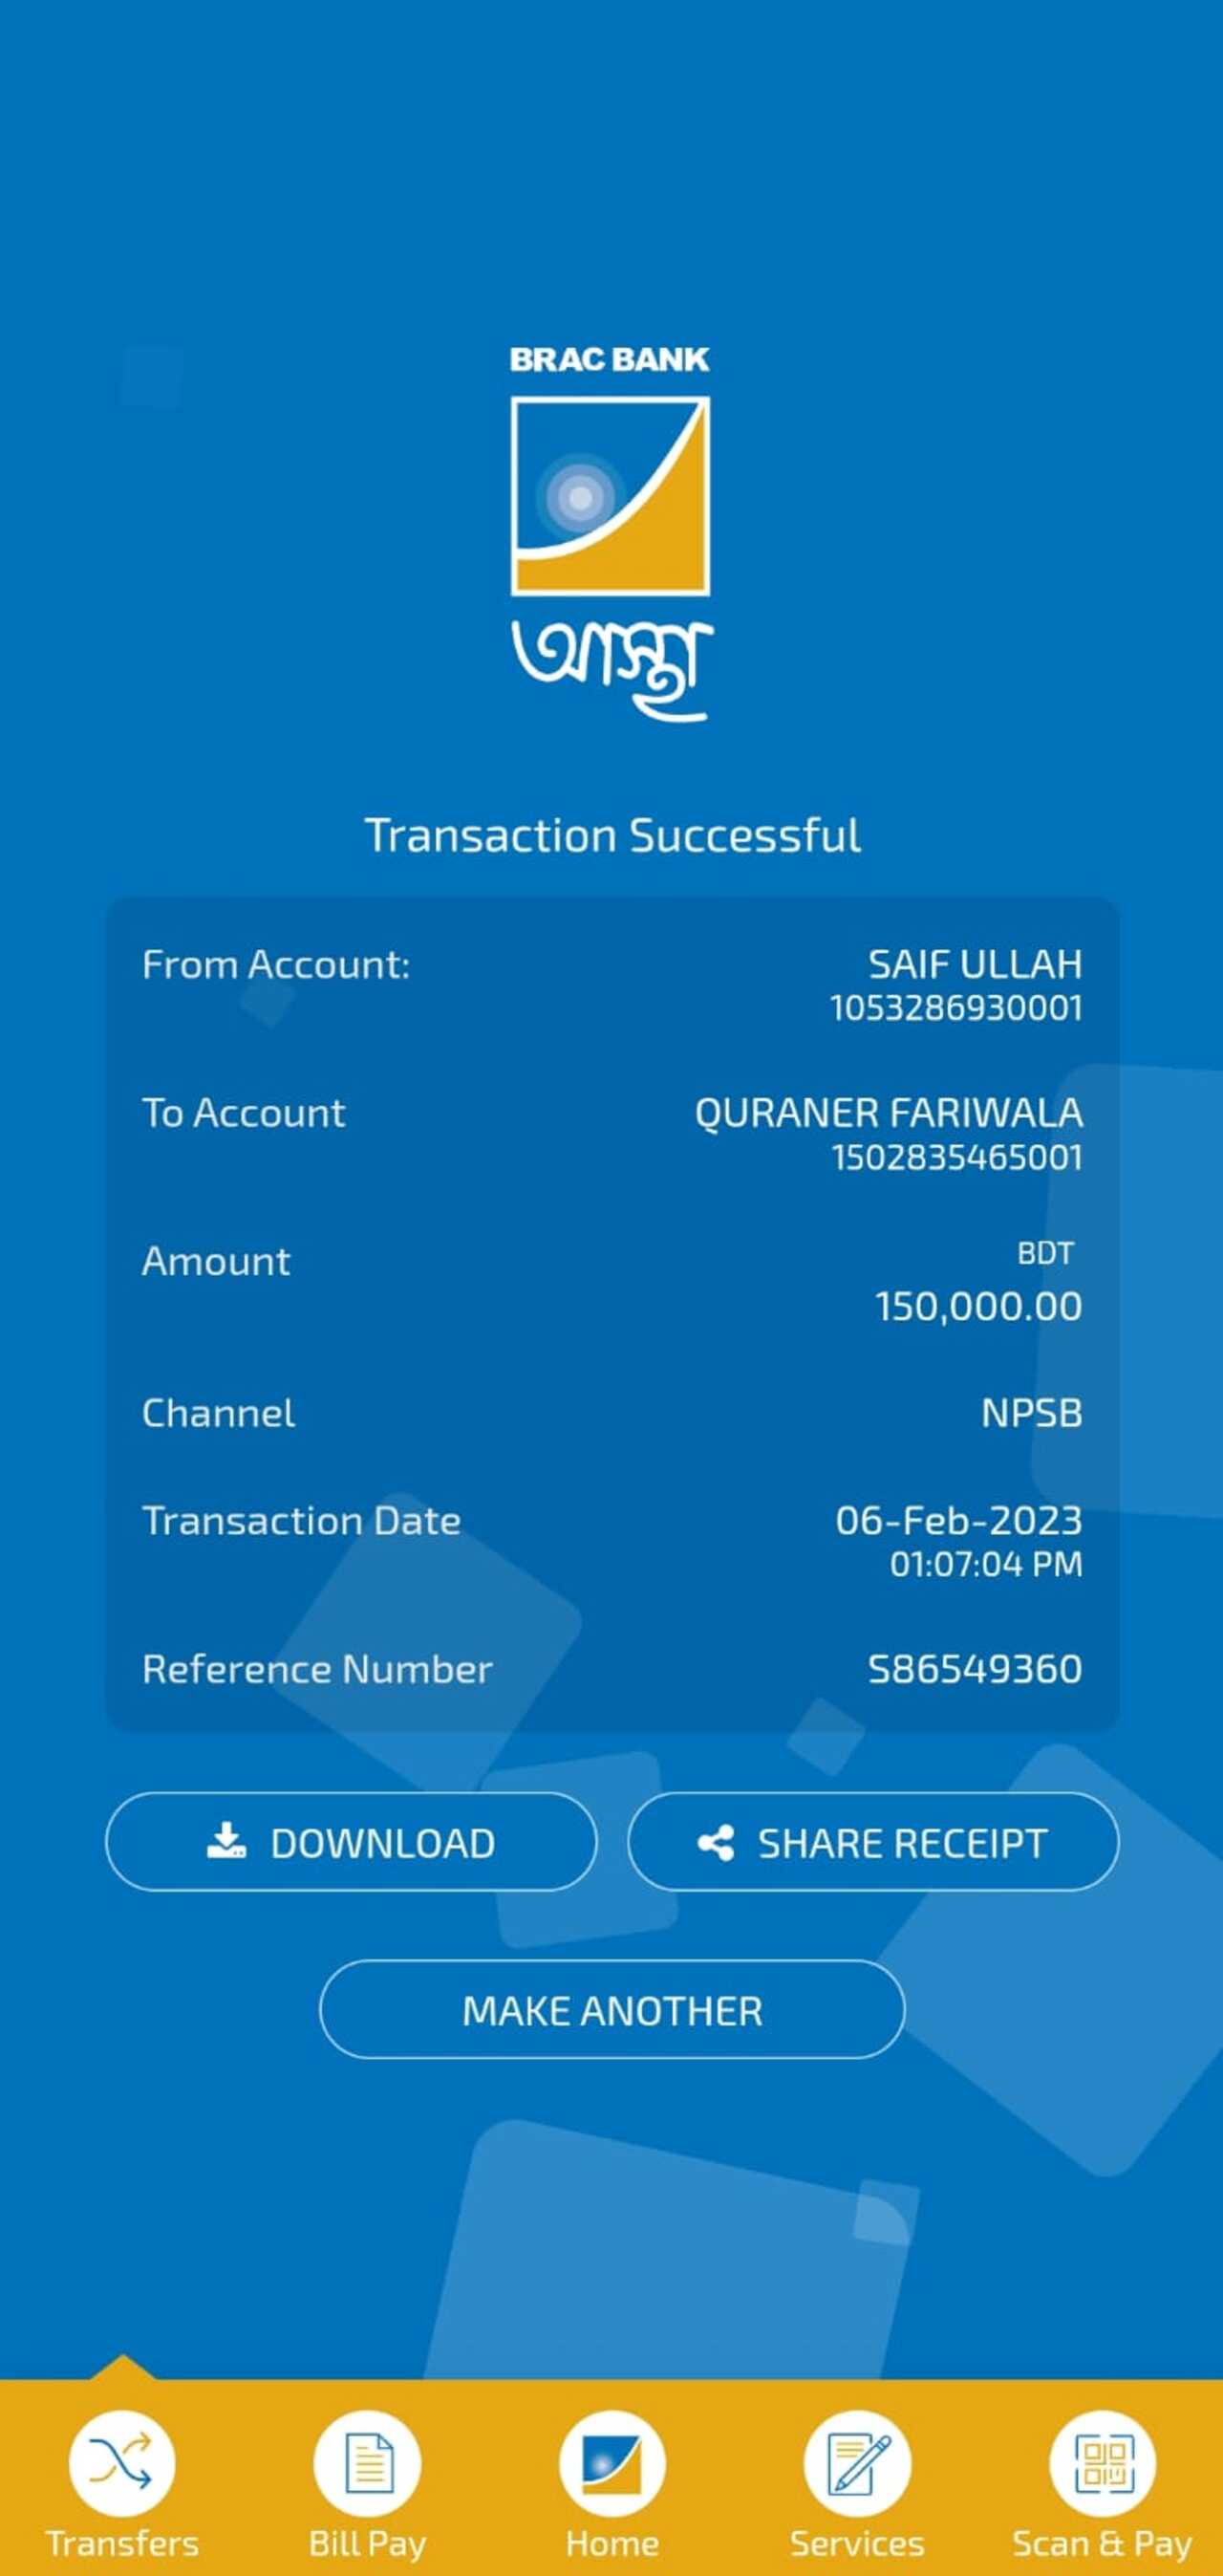 BRAC BANK
আস্থা
Transaction Successful
From Account:
SAIF ULLAH
1053286930001
To Account
QURANER FARIWALA
1502835465001
Amount
BDT
150,000.00
Channel
NPSB
Transaction Date
06-Feb-2023
01:07:04 PM
Reference Number
S86549360
DOWNLOAD
SHARE RECEIPT
MAKE ANOTHER
Transfers
Bill Pay
Home
Services
Scan & Pay